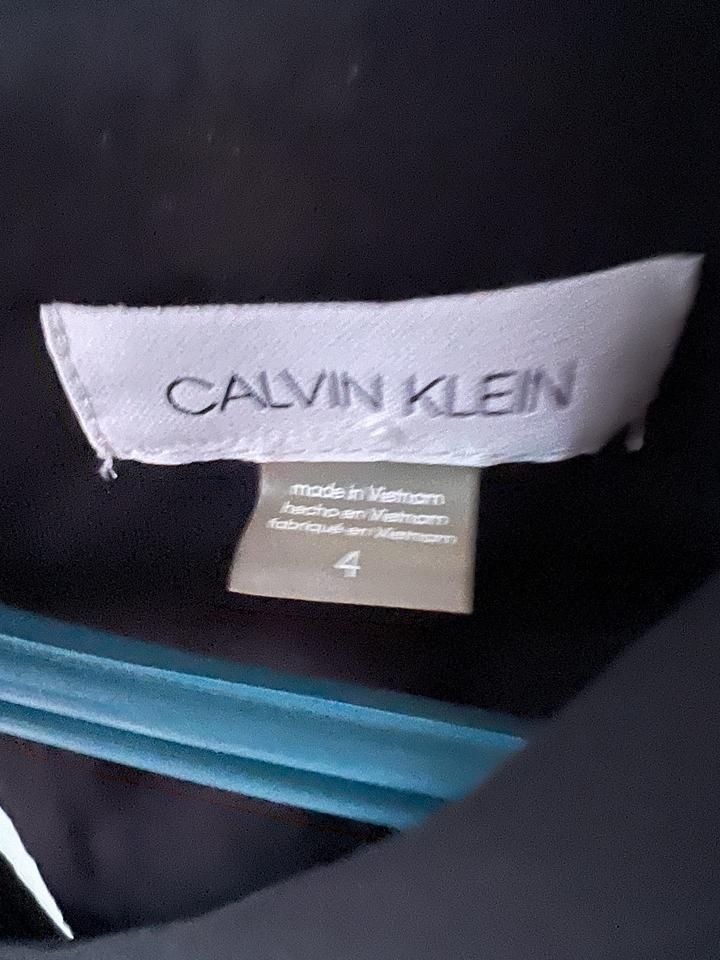 CALVIN KLEIN
made in Vietnam
hecho en Vietnam
fabriqué en Vietnam
4